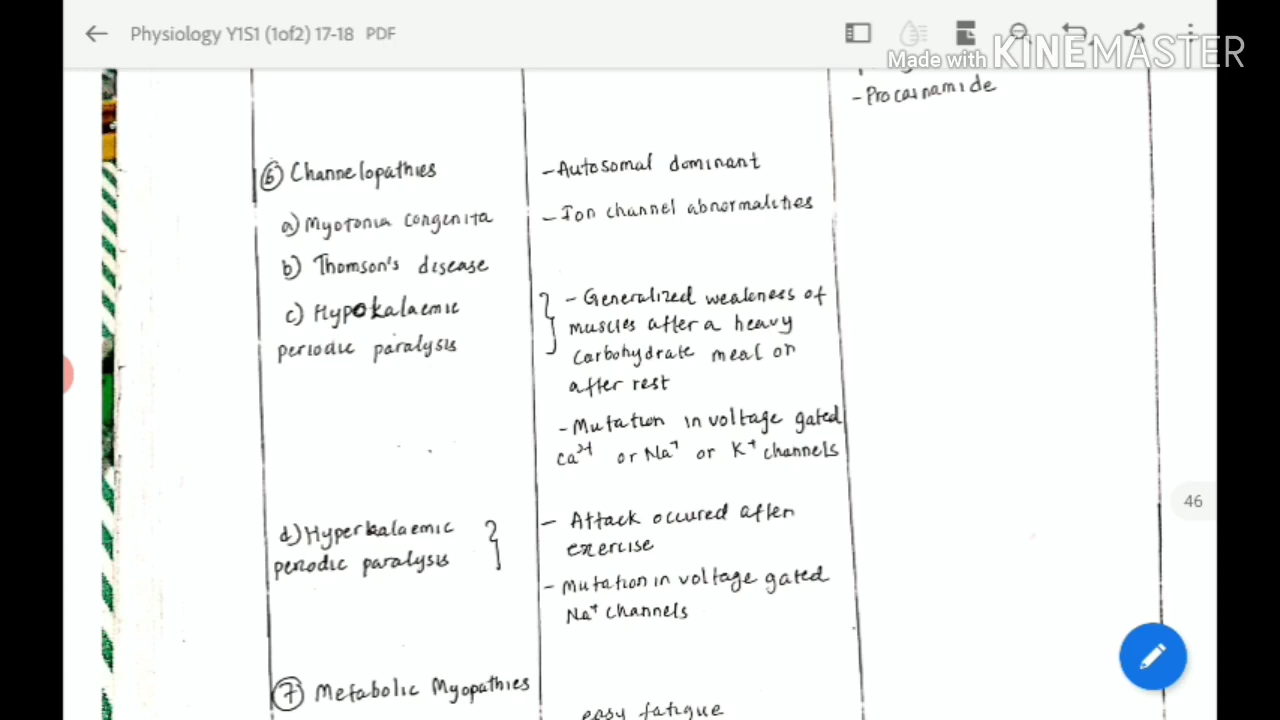 Physiology Y1S1 (1of2) 17-18 PDF
Made with KINEMASTER
- Procainamide
⑥ Channelopathies
a) Myotonia congenita
b) Thomson's disease
c) Hypokalaemic
periodic paralysis
- Autosomal dominant
- Ion channel abnormalities
- Generalized weakness of
muscles after a heavy
carbohydrate meal or
after rest
- Mutation in voltage gated
Ca²⁺ or Na⁺ or K⁺ channels
46
d) Hyperkalaemic
periodic paralysis
- Attack occured after
exercise
- Mutation in voltage gated
Na⁺ channels
⑦ Metabolic Myopathies
easy fatigue